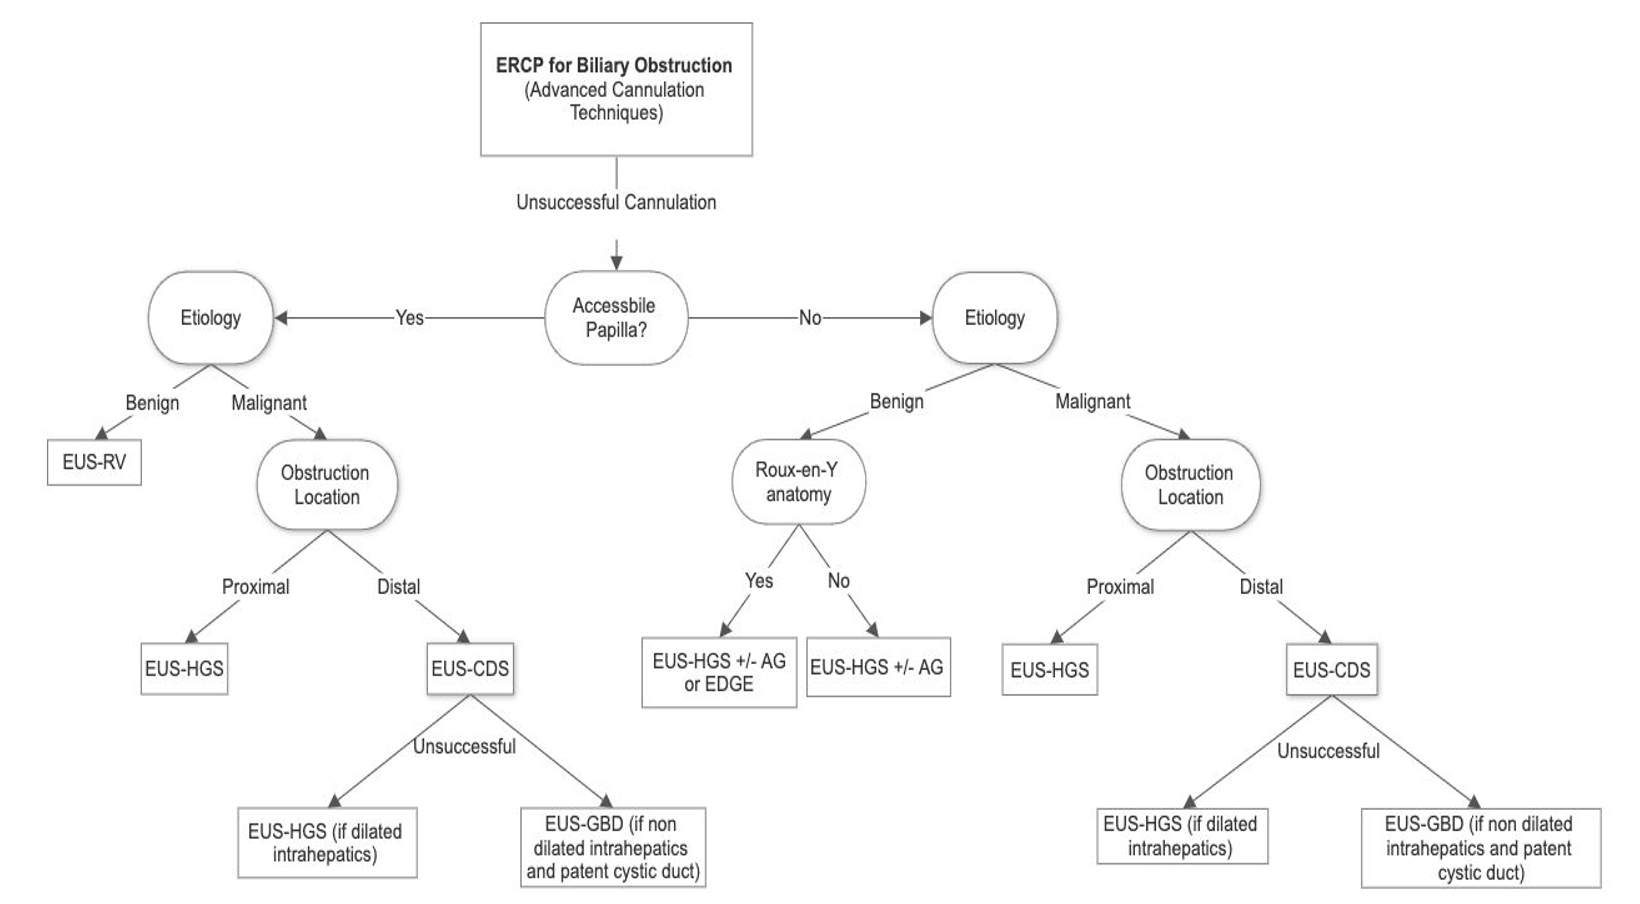 ERCP for Biliary Obstruction
(Advanced Cannulation
Techniques)
Unsuccessful Cannulation
Accessbile
Papilla?
Yes
No
Etiology
Etiology
Benign
Malignant
Benign
Malignant
EUS-RV
Obstruction
Location
Roux-en-Y
anatomy
Obstruction
Location
Proximal
Distal
Yes
No
Proximal
Distal
EUS-HGS
EUS-CDS
EUS-HGS +/- AG
or EDGE
EUS-HGS +/- AG
EUS-HGS
EUS-CDS
Unsuccessful
Unsuccessful
EUS-HGS (if dilated
intrahepatics)
EUS-GBD (if non
dilated intrahepatics
and patent cystic duct)
EUS-HGS (if dilated
intrahepatics)
EUS-GBD (if non dilated
intrahepatics and patent
cystic duct)